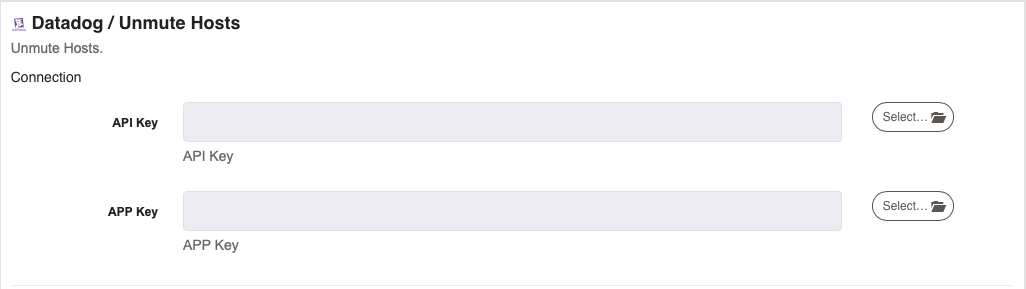 Datadog / Unmute Hosts
Unmute Hosts.
Connection
API Key
Select...
API Key
APP Key
Select...
APP Key